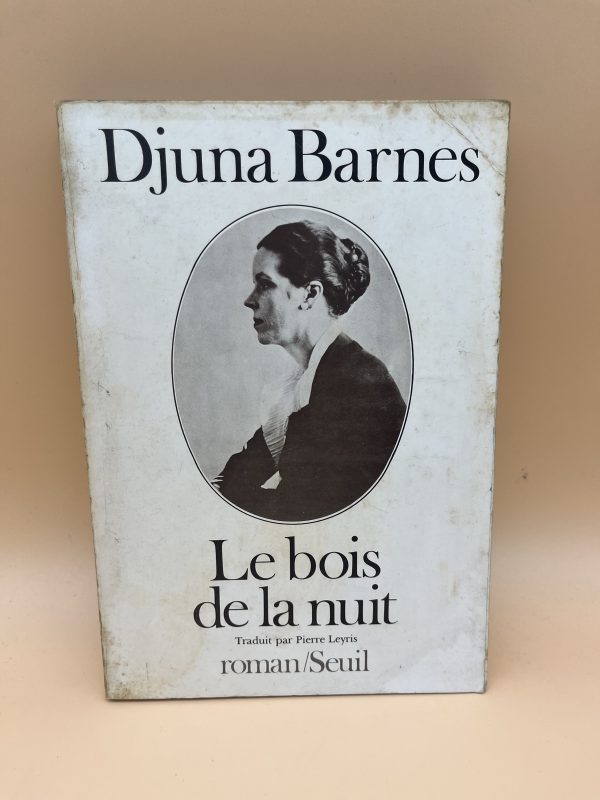 Djuna Barnes
Le bois
de la nuit
Traduit par Pierre Leyris
roman/Seuil